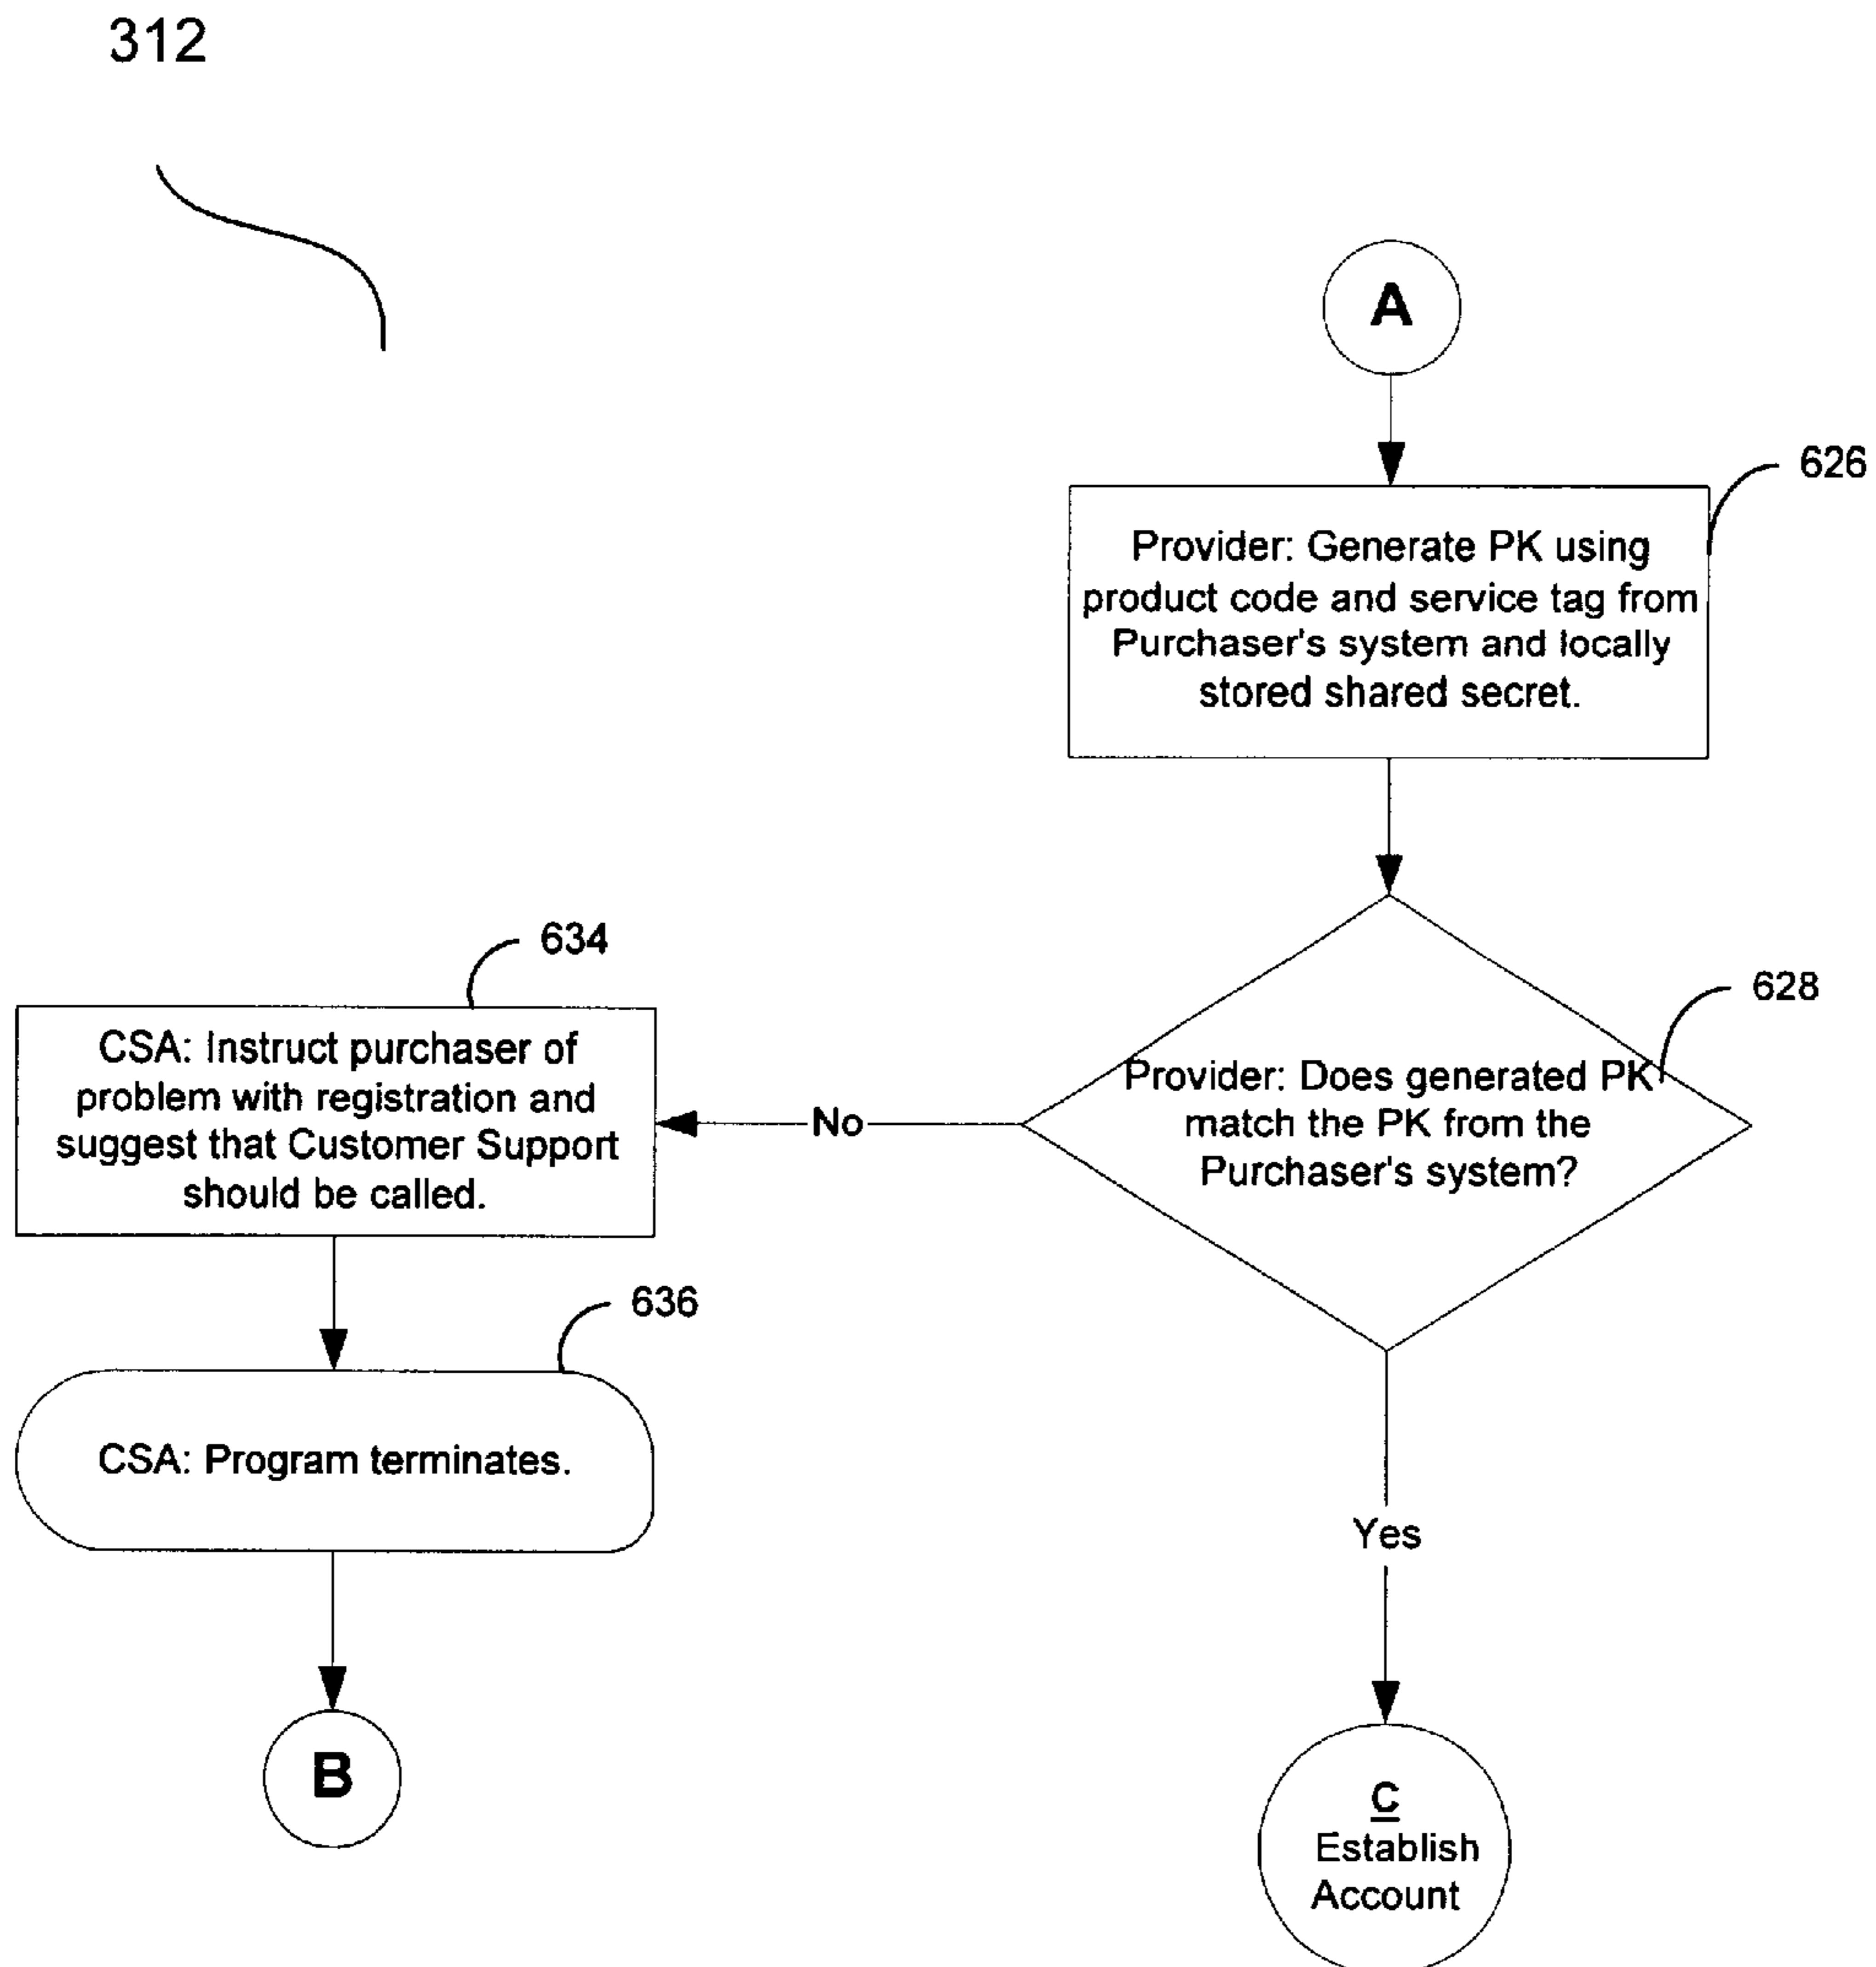 312
A
626
Provider: Generate PK using
product code and service tag from
Purchaser's system and locally
stored shared secret.
634
628
CSA: Instruct purchaser of
problem with registration and
suggest that Customer Support
should be called.
No
Provider: Does generated PK
match the PK from the
Purchaser's system?
636
CSA: Program terminates.
Yes
B
C
Establish
Account